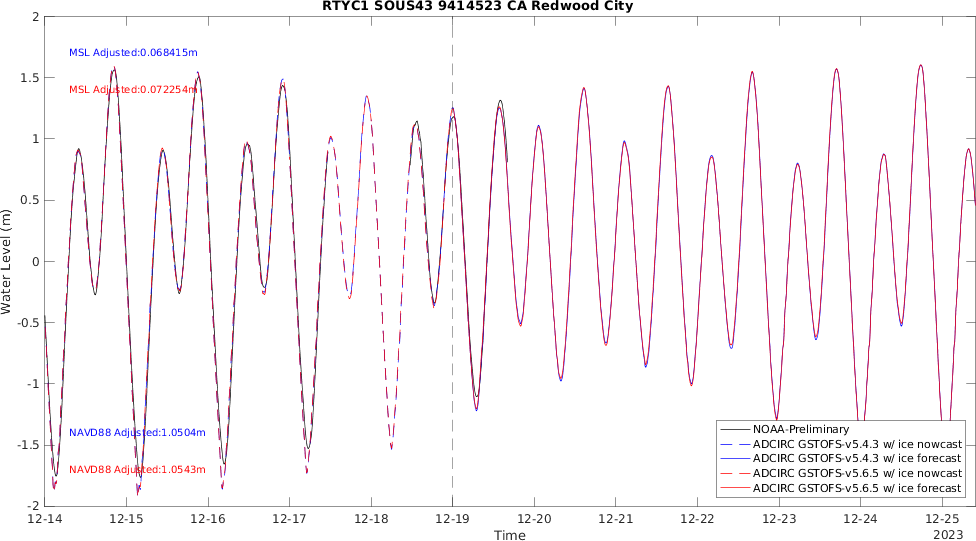 RTYC1 SOUS43 9414523 CA Redwood City
2
1.5
1
0.5
0
-0.5
-1
-1.5
-2
Water Level (m)
MSL Adjusted:0.068415m
MSL Adjusted:0.072254m
NAVD88 Adjusted:1.0504m
NAVD88 Adjusted:1.0543m
NOAA-Preliminary
ADCIRC GSTOFS-v5.4.3 w/ ice nowcast
ADCIRC GSTOFS-v5.4.3 w/ ice forecast
ADCIRC GSTOFS-v5.6.5 w/ ice nowcast
ADCIRC GSTOFS-v5.6.5 w/ ice forecast
12-14 12-15 12-16 12-17 12-18 12-19 12-20 12-21 12-22 12-23 12-24 12-25
Time
2023